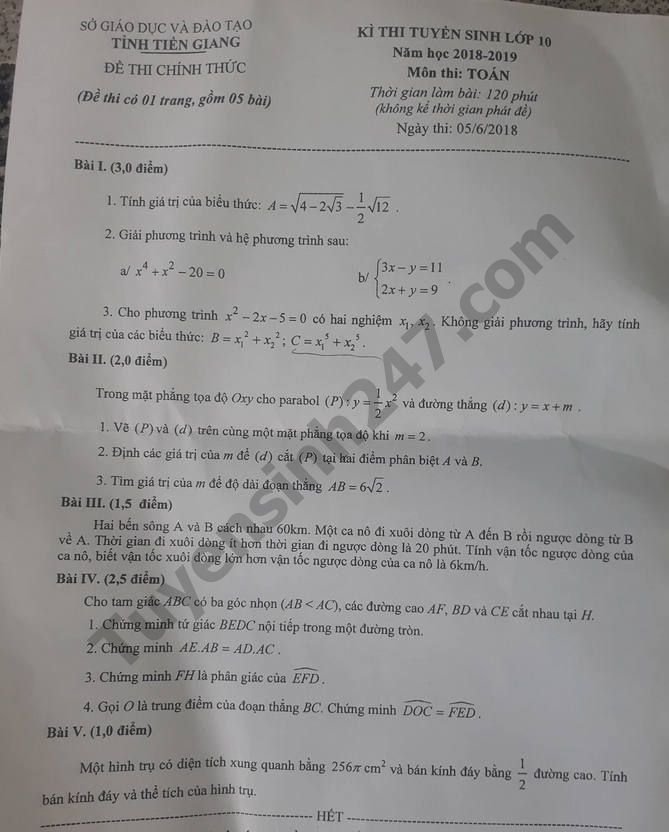 SỞ GIÁO DỤC VÀ ĐÀO TẠO
TỈNH TIỀN GIANG
ĐỀ THI CHÍNH THỨC
(Đề thi có 01 trang, gồm 05 bài)
KÌ THI TUYỂN SINH LỚP 10
Năm học 2018-2019
Môn thi: TOÁN
Thời gian làm bài: 120 phút
(không kể thời gian phát đề)
Ngày thi: 05/6/2018
Bài I. (3,0 điểm)
1. Tính giá trị của biểu thức: A = √(4 − 2√3) − 1/2 √12 .
2. Giải phương trình và hệ phương trình sau:
a/ x⁴ + x² − 20 = 0
b/ { 3x − y = 11
2x + y = 9 .
3. Cho phương trình x² − 2x − 5 = 0 có hai nghiệm x₁, x₂. Không giải phương trình, hãy tính
giá trị của các biểu thức: B = x₁² + x₂² ; C = x₁⁵ + x₂⁵ .
Bài II. (2,0 điểm)
Trong mặt phẳng tọa độ Oxy cho parabol (P) : y = 1/2 x² và đường thẳng (d) : y = x + m .
1. Vẽ (P) và (d) trên cùng một mặt phẳng tọa độ khi m = 2 .
2. Định các giá trị của m để (d) cắt (P) tại hai điểm phân biệt A và B.
3. Tìm giá trị của m để độ dài đoạn thẳng AB = 6√2 .
Bài III. (1,5 điểm)
Hai bến sông A và B cách nhau 60km. Một ca nô đi xuôi dòng từ A đến B rồi ngược dòng từ B
về A. Thời gian đi xuôi dòng ít hơn thời gian đi ngược dòng là 20 phút. Tính vận tốc ngược dòng của
ca nô, biết vận tốc xuôi dòng lớn hơn vận tốc ngược dòng của ca nô là 6km/h.
Bài IV. (2,5 điểm)
Cho tam giác ABC có ba góc nhọn (AB < AC), các đường cao AF, BD và CE cắt nhau tại H.
1. Chứng minh tứ giác BEDC nội tiếp trong một đường tròn.
2. Chứng minh AE.AB = AD.AC .
3. Chứng minh FH là phân giác của EFD .
4. Gọi O là trung điểm của đoạn thẳng BC. Chứng minh DOC = FED .
Bài V. (1,0 điểm)
Một hình trụ có diện tích xung quanh bằng 256π cm² và bán kính đáy bằng 1/2 đường cao. Tính
bán kính đáy và thể tích của hình trụ.
HẾT
Tuyensinh247.com